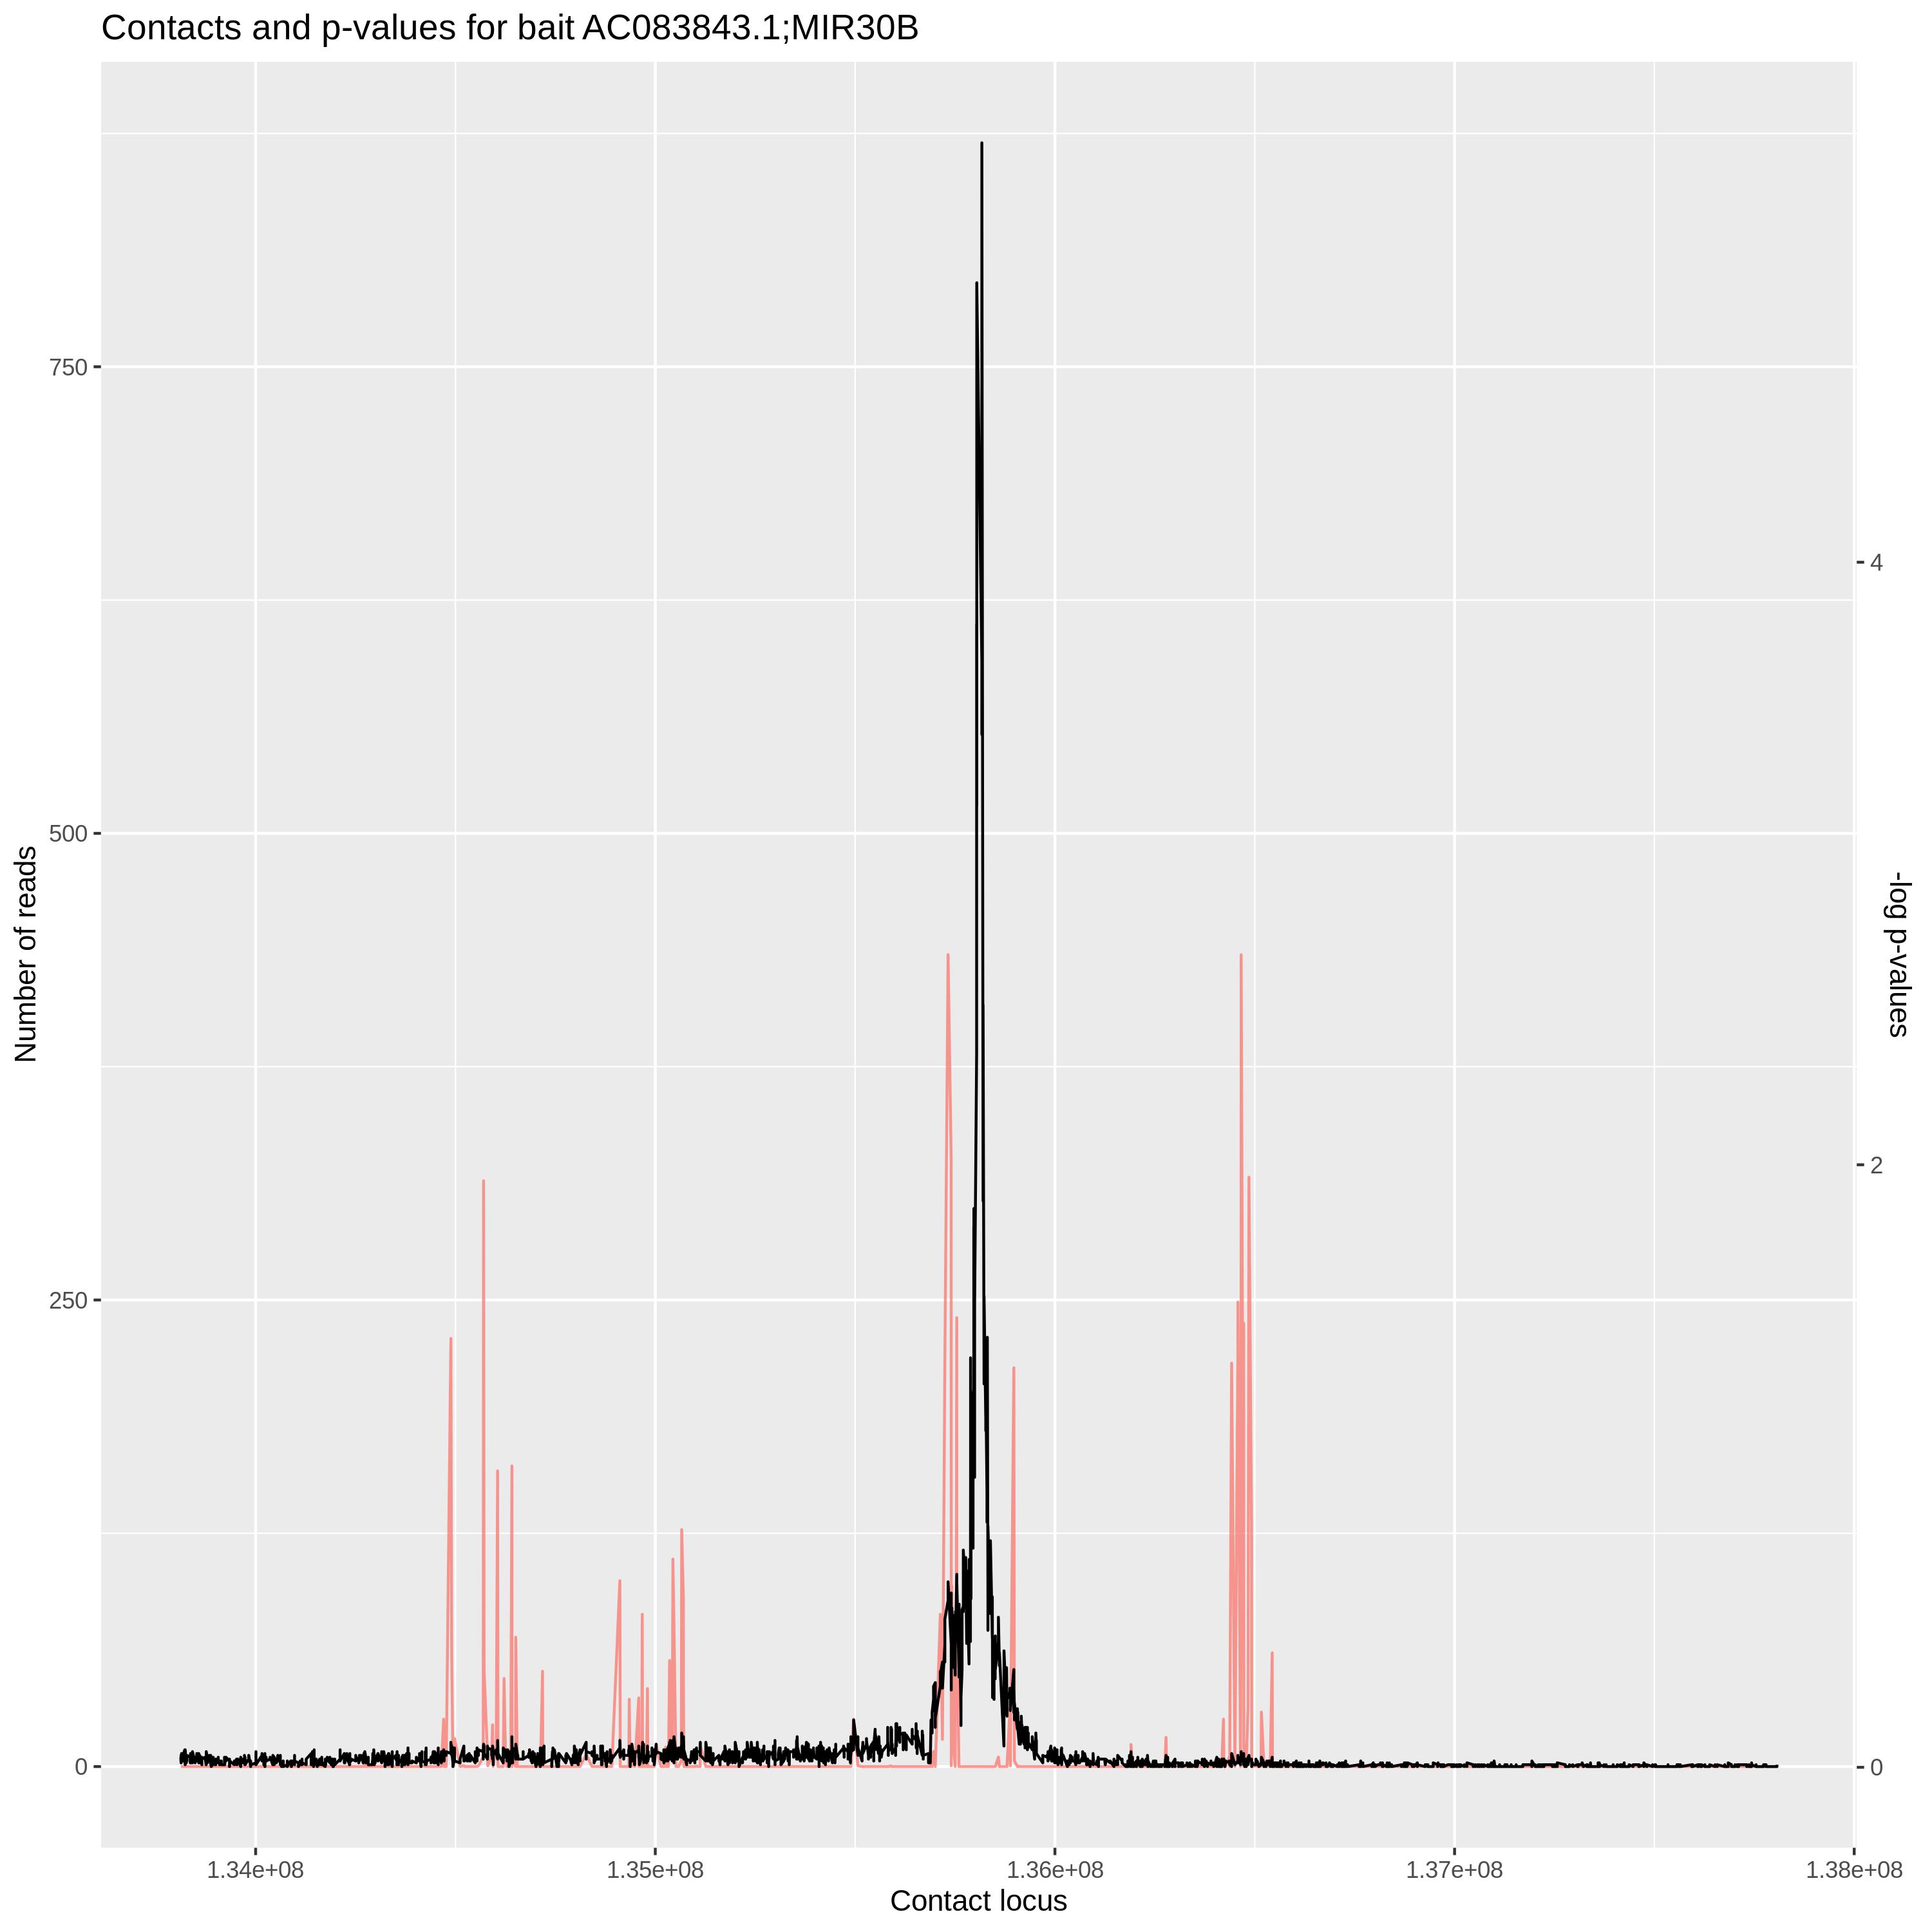 Contacts and p-values for bait AC083843.1;MIR30B
750
500
250
0
Number of reads
4
2
0
-log p-values
1.34e+08
1.35e+08
1.36e+08
1.37e+08
1.38e+08
Contact locus